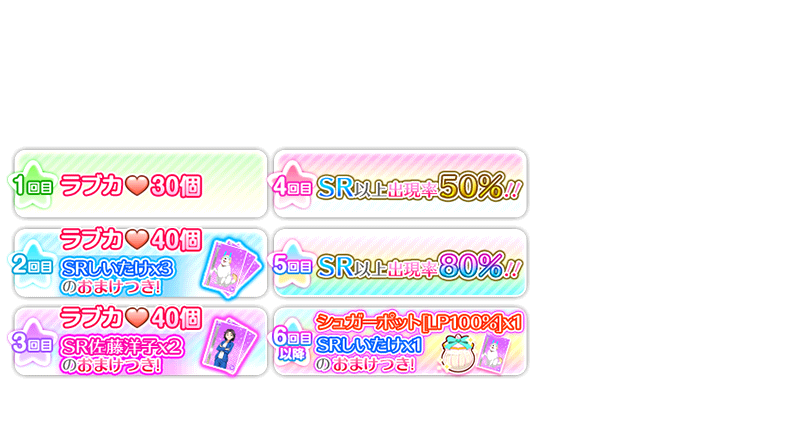 1回目
ラブカ♥30個
2回目
ラブカ♥40個
SRしいたけx3
のおまけつき!
3回目
ラブカ♥40個
SR佐藤洋子x2
のおまけつき!
4回目
SR以上出現率50%!!
5回目
SR以上出現率80%!!
6回目
以降
シュガーポット[LP100%]x1
SRしいたけx1
のおまけつき!